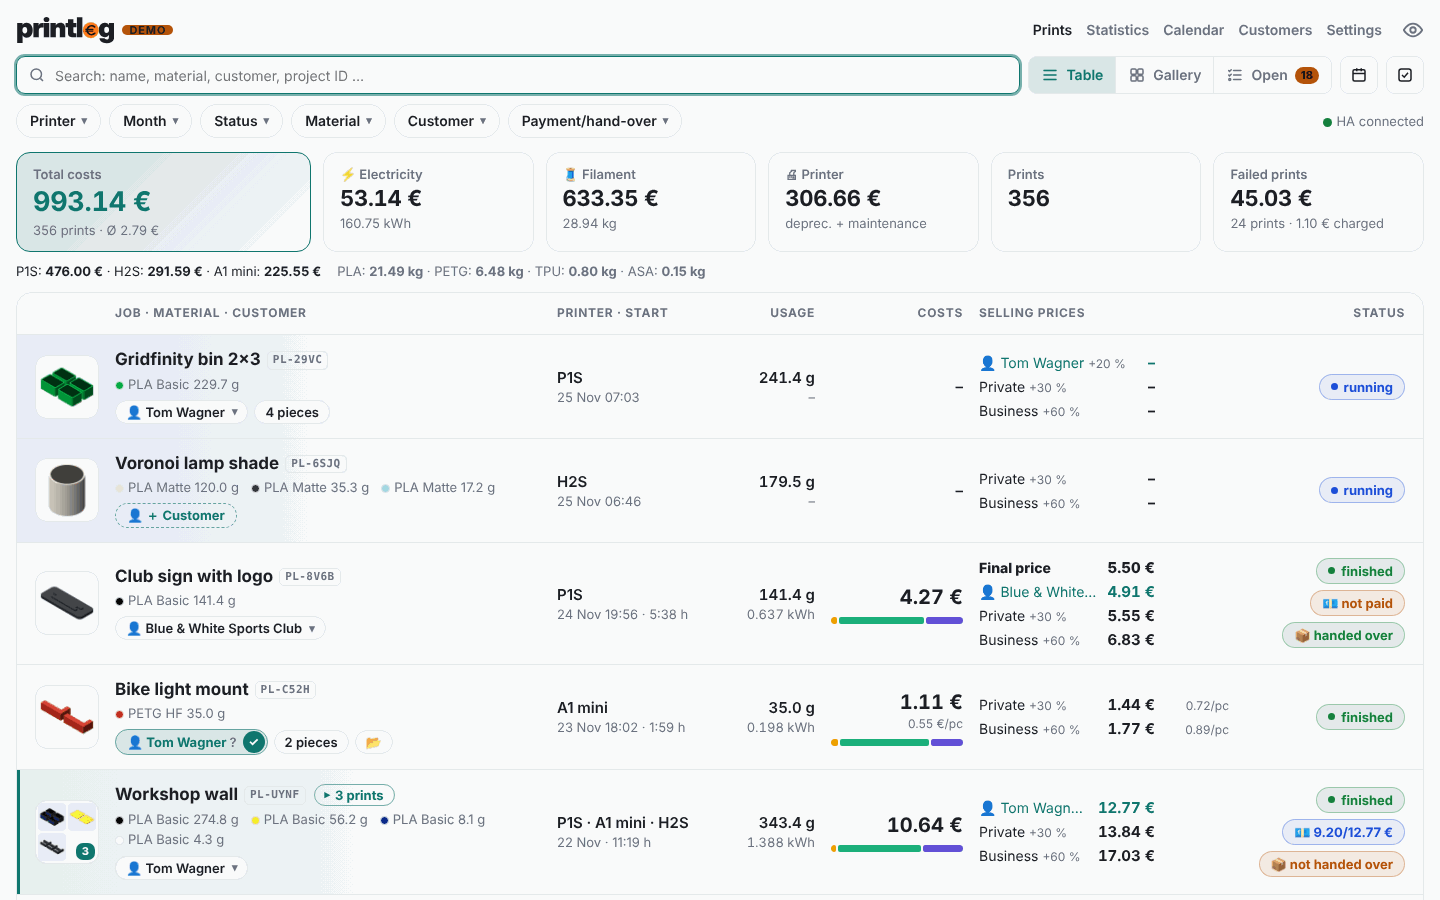 printl€g DEMO
Prints Statistics Calendar Customers Settings
Search: name, material, customer, project ID ...
Table Gallery Open 18
Printer Month Status Material Customer Payment/hand-over
HA connected
Total costs
993.14 €
356 prints · Ø 2.79 €
⚡ Electricity
53.14 €
160.75 kWh
🧵 Filament
633.35 €
28.94 kg
🖨 Printer
306.66 €
deprec. + maintenance
Prints
356
Failed prints
45.03 €
24 prints · 1.10 € charged
P1S: 476.00 € · H2S: 291.59 € · A1 mini: 225.55 € PLA: 21.49 kg · PETG: 6.48 kg · TPU: 0.80 kg · ASA: 0.15 kg
JOB · MATERIAL · CUSTOMER PRINTER · START USAGE COSTS SELLING PRICES STATUS
Gridfinity bin 2×3 PL-29VC
PLA Basic 229.7 g
👤 Tom Wagner 4 pieces
P1S
25 Nov 07:03
241.4 g
–
–
👤 Tom Wagner +20 % –
Private +30 % –
Business +60 % –
running
Voronoi lamp shade PL-6SJQ
PLA Matte 120.0 g PLA Matte 35.3 g PLA Matte 17.2 g
👤 + Customer
H2S
25 Nov 06:46
179.5 g
–
–
Private +30 % –
Business +60 % –
running
Club sign with logo PL-8V6B
PLA Basic 141.4 g
👤 Blue & White Sports Club
P1S
24 Nov 19:56 · 5:38 h
141.4 g
0.637 kWh
4.27 €
Final price 5.50 €
👤 Blue & White... 4.91 €
Private +30 % 5.55 €
Business +60 % 6.83 €
finished
💶 not paid
📦 handed over
Bike light mount PL-C52H
PETG HF 35.0 g
👤 Tom Wagner ? ✓ 2 pieces 📂
A1 mini
23 Nov 18:02 · 1:59 h
35.0 g
0.198 kWh
1.11 €
0.55 €/pc
Private +30 % 1.44 € 0.72/pc
Business +60 % 1.77 € 0.89/pc
finished
Workshop wall PL-UYNF ▸ 3 prints
PLA Basic 274.8 g PLA Basic 56.2 g PLA Basic 8.1 g
PLA Basic 4.3 g
👤 Tom Wagner
3
P1S · A1 mini · H2S
22 Nov · 11:19 h
343.4 g
1.388 kWh
10.64 €
👤 Tom Wagn... 12.77 €
Private +30 % 13.84 €
Business +60 % 17.03 €
finished
💶 9.20/12.77 €
📦 not handed over